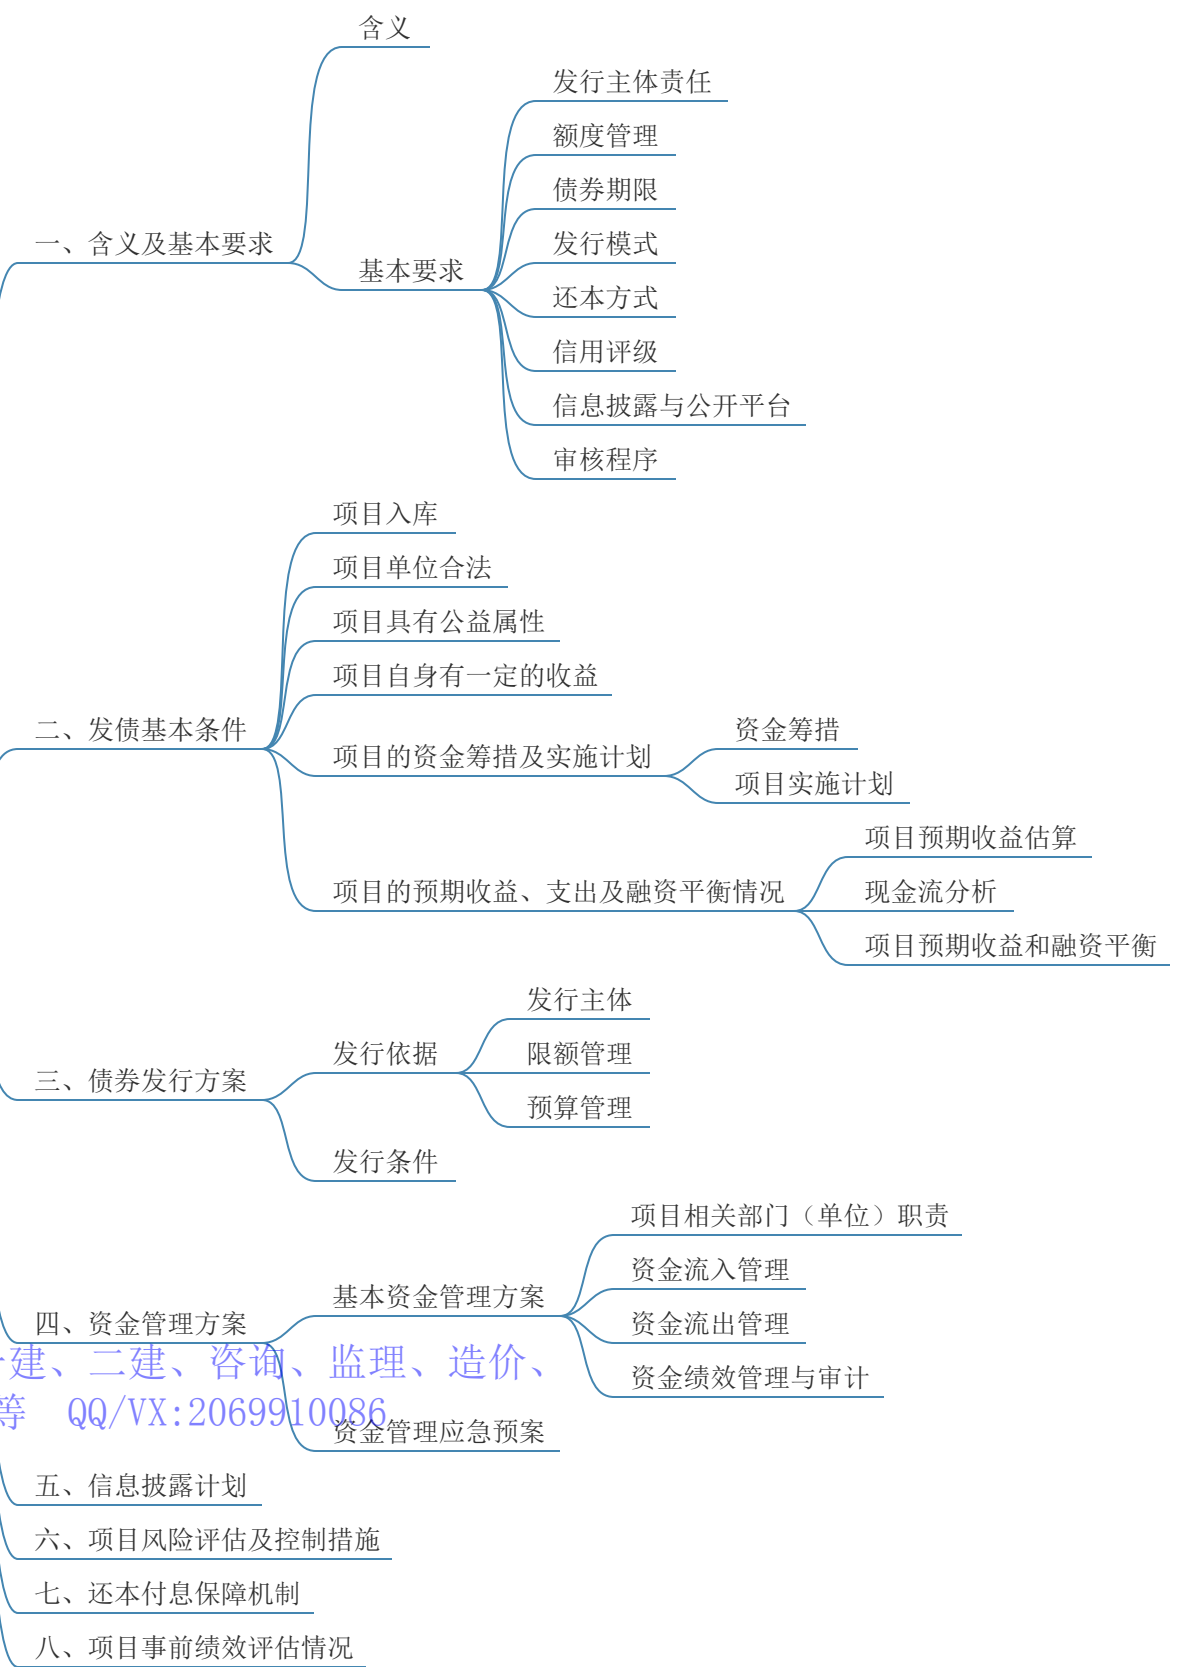 含义
发行主体责任
额度管理
债券期限
一、含义及基本要求
发行模式
基本要求
还本方式
信用评级
信息披露与公开平台
审核程序
项目入库
项目单位合法
项目具有公益属性
项目自身有一定的收益
二、发债基本条件
资金筹措
项目的资金筹措及实施计划
项目实施计划
项目预期收益估算
项目的预期收益、支出及融资平衡情况
现金流分析
项目预期收益和融资平衡
发行主体
发行依据
限额管理
三、债券发行方案
预算管理
发行条件
项目相关部门（单位）职责
资金流入管理
基本资金管理方案
四、资金管理方案
资金流出管理
建、二建、咨询、监理、造价、
资金绩效管理与审计
等 QQ/VX:2069910086
资金管理应急预案
五、信息披露计划
六、项目风险评估及控制措施
七、还本付息保障机制
八、项目事前绩效评估情况